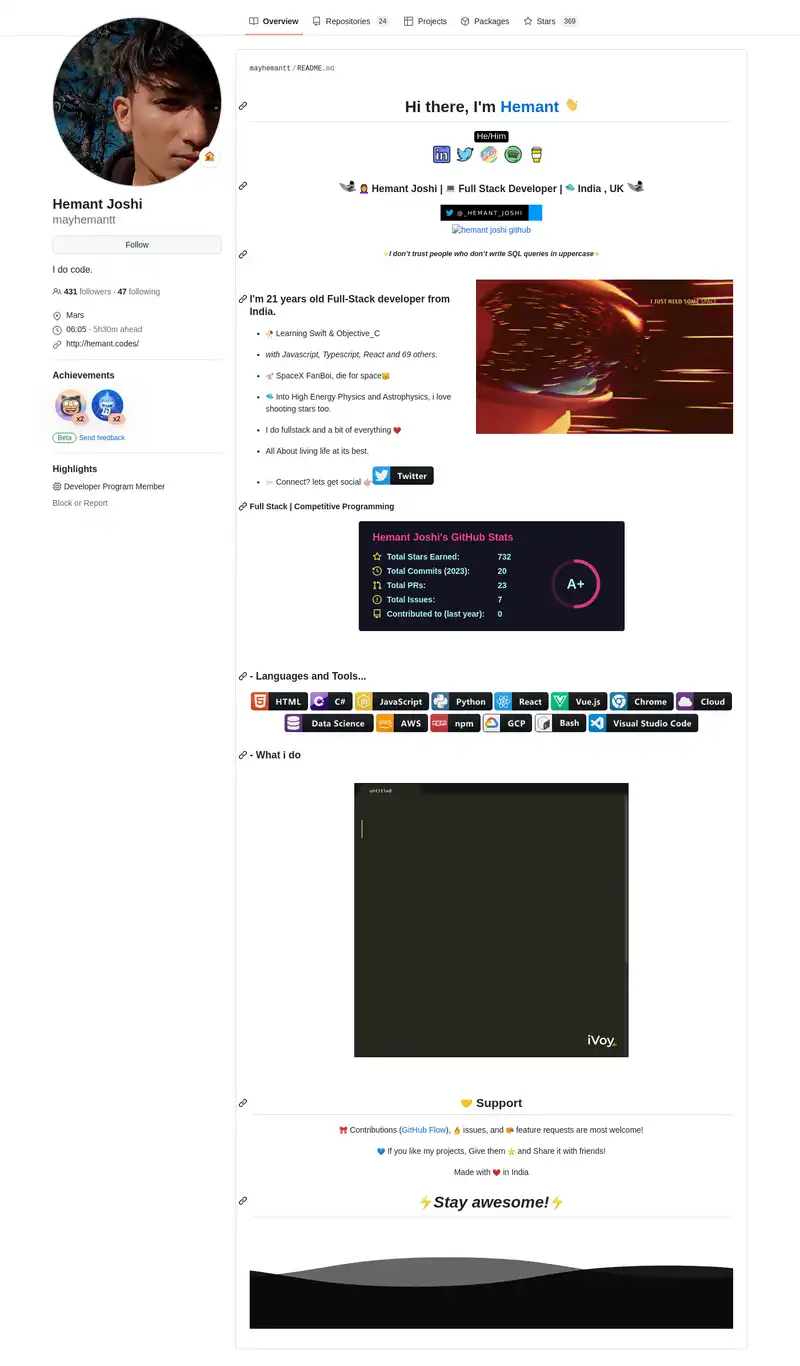 Overview
Repositories 24
Projects
Packages
Stars 369
Hemant Joshi
mayhemantt
Follow
I do code.
431 followers · 47 following
Mars
06:05 - 5h30m ahead
http://hemant.codes/
Achievements
x2
x2
Beta Send feedback
Highlights
Developer Program Member
Block or Report
mayhemantt / README.md
Hi there, I'm Hemant 👋
He/Him
Hemant Joshi | 💻 Full Stack Developer | India , UK
@_HEMANT_JOSHI
hemant joshi github
⚡I don't trust people who don't write SQL queries in uppercase⚡
I'm 21 years old Full-Stack developer from
India.
I JUST NEED SOME SPACE
• Learning Swift & Objective_C
• with Javascript, Typescript, React and 69 others.
• SpaceX FanBoi, die for space
• Into High Energy Physics and Astrophysics, i love
shooting stars too.
• I do fullstack and a bit of everything ❤️
• All About living life at its best.
• Connect? lets get social Twitter
Full Stack | Competitive Programming
Hemant Joshi's GitHub Stats
Total Stars Earned: 732
Total Commits (2023): 20
Total PRs: 23
Total Issues: 7
Contributed to (last year): 0
A+
- Languages and Tools...
HTML C# JavaScript Python React Vue.js Chrome Cloud
Data Science AWS npm GCP Bash Visual Studio Code
- What i do
untitled
iVoy
🤝 Support
🎀 Contributions (GitHub Flow), 🔥 issues, and feature requests are most welcome!
💙 If you like my projects, Give them ⭐ and Share it with friends!
Made with ❤️ in India
⚡Stay awesome!⚡